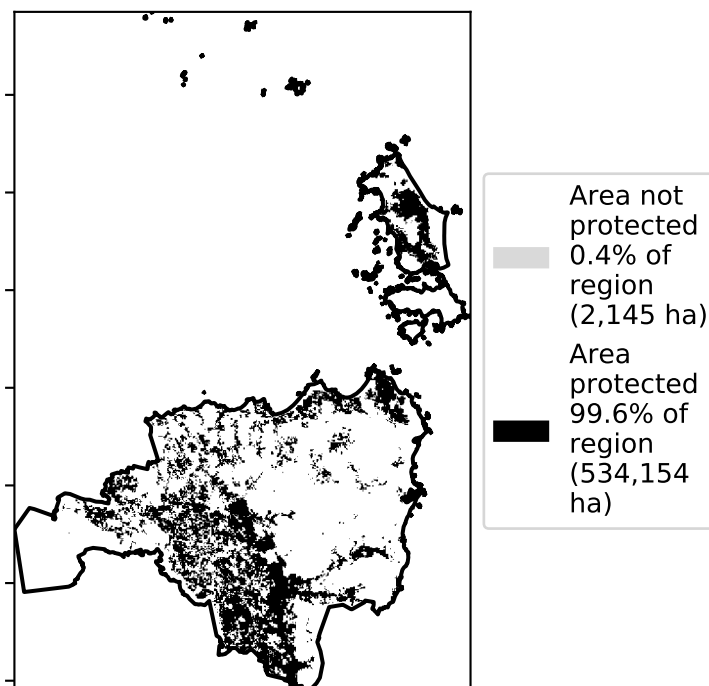 Area not
protected
0.4% of
region
(2,145 ha)
Area
protected
99.6% of
region
(534,154
ha)